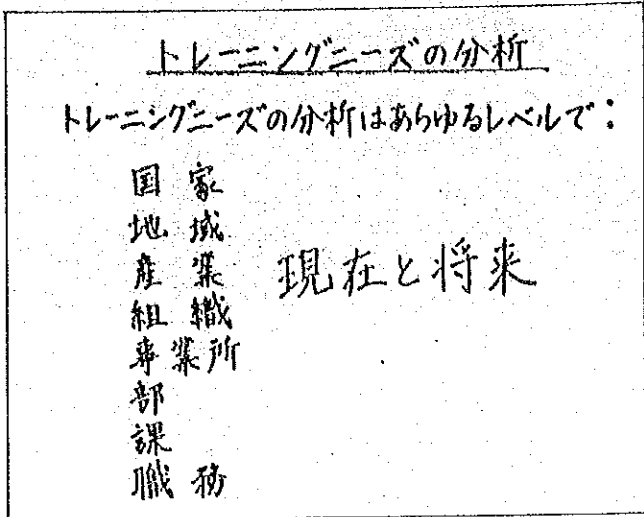 トレーニングニーズの分析
トレーニングニーズの分析はあらゆるレベルで：
国家
地域
産業
現在と将来
組織
事業所
部
課
職務